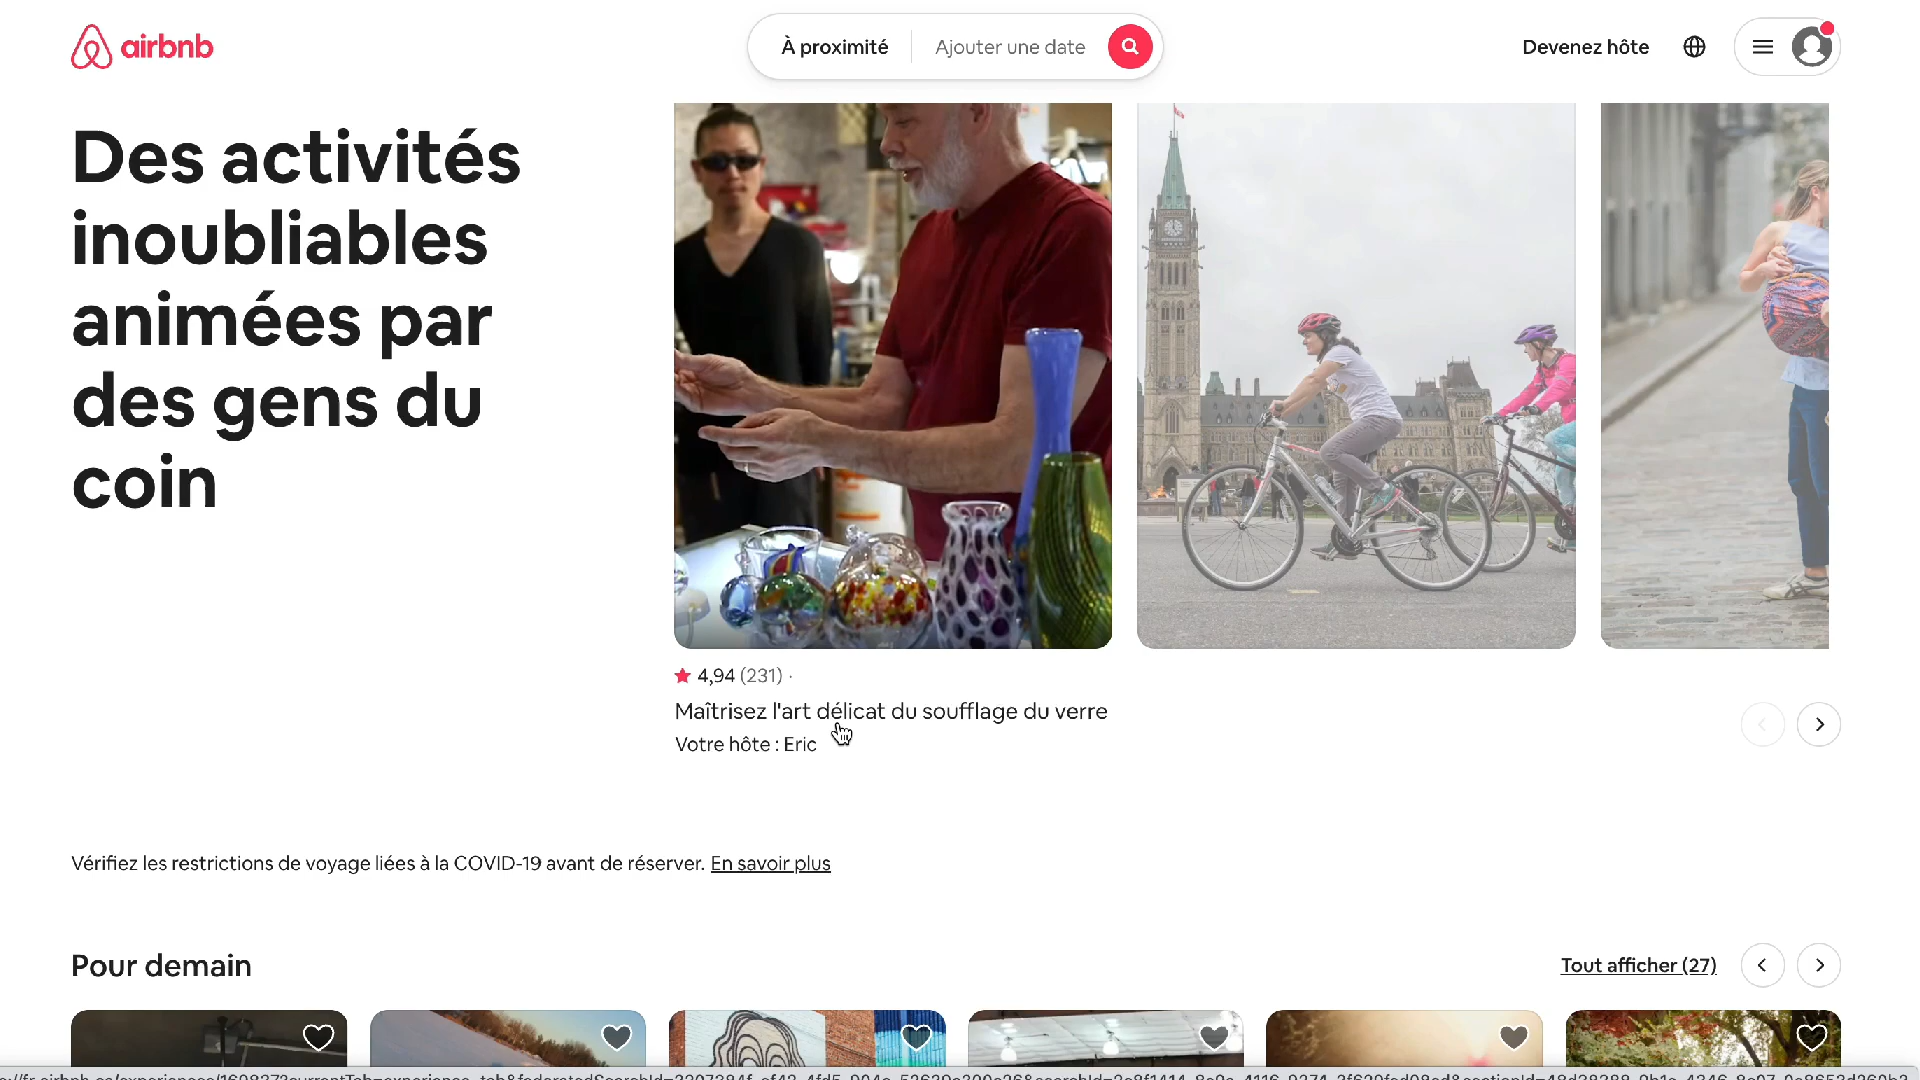 airbnb
À proximité
Ajouter une date
Devenez hôte
Des activités
inoubliables
animées par
des gens du
coin
4,94 (231) ·
Maîtrisez l'art délicat du soufflage du verre
Votre hôte : Eric
Vérifiez les restrictions de voyage liées à la COVID-19 avant de réserver. En savoir plus
Pour demain
Tout afficher (27)